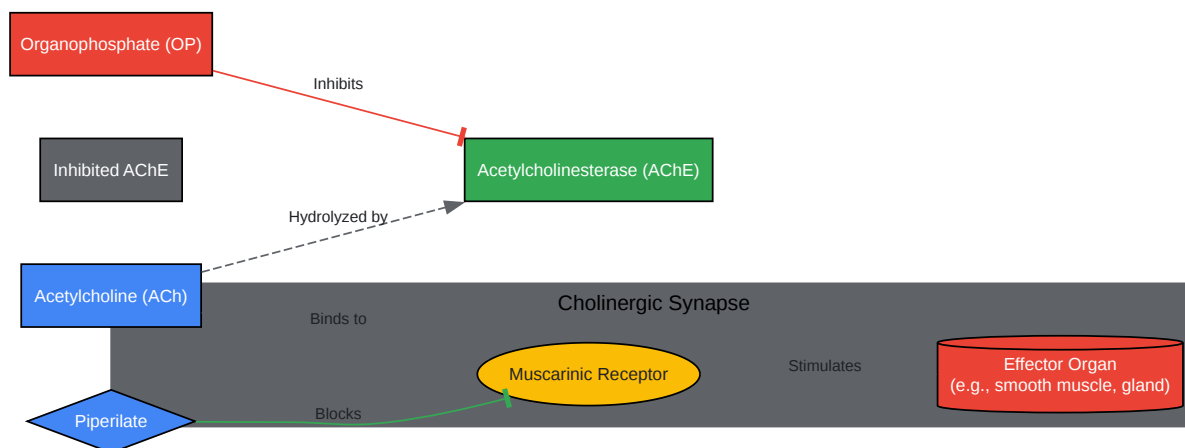 Organophosphate (OP)
Inhibits
Inhibited AChE
Acetylcholinesterase (AChE)
Hydrolyzed by
Acetylcholine (ACh)
Cholinergic Synapse
Binds to
Muscarinic Receptor
Stimulates
Effector Organ
(e.g., smooth muscle, gland)
Piperilate
Blocks